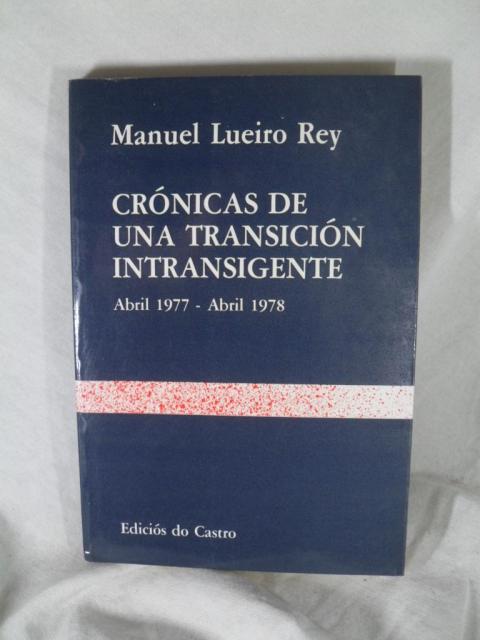 Manuel Lueiro Rey
CRÓNICAS DE
UNA TRANSICIÓN
INTRANSIGENTE
Abril 1977 - Abril 1978
Ediciós do Castro